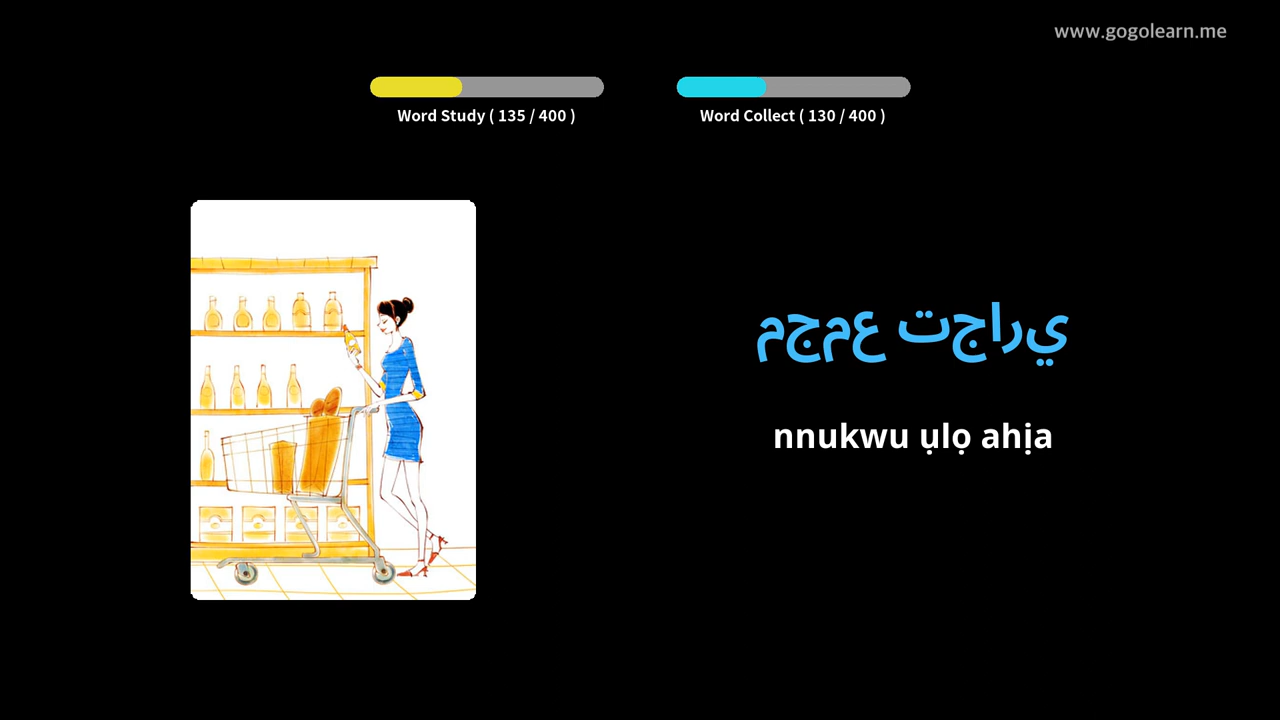 www.gogolearn.me
Word Study ( 135 / 400 )
Word Collect ( 130 / 400 )
مجمع تجاري
nnukwu ụlọ ahịa